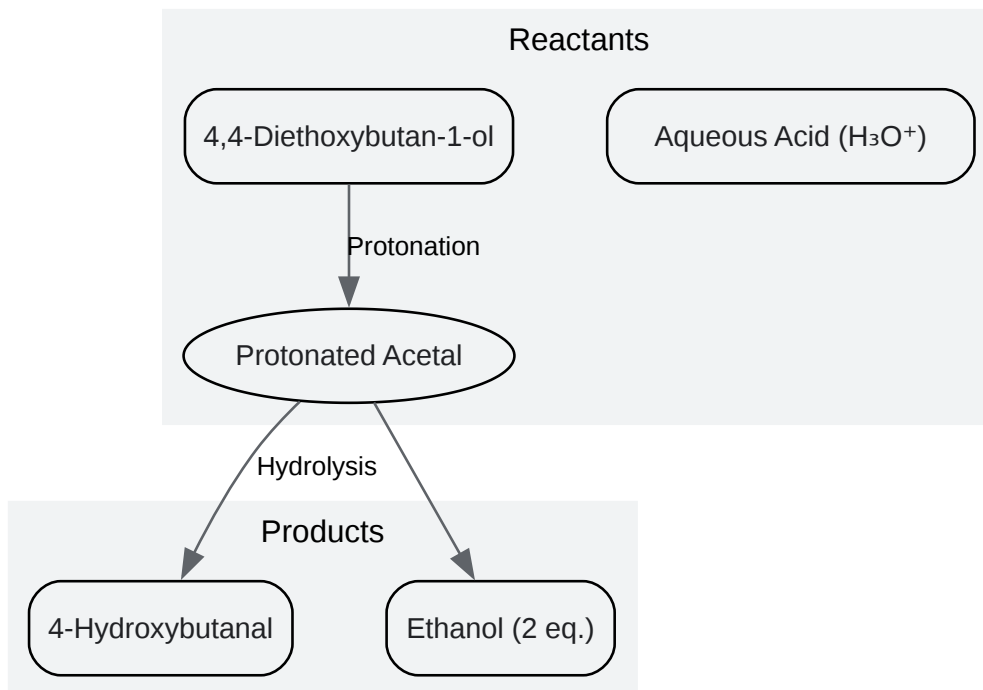 Reactants
4,4-Diethoxybutan-1-ol
Aqueous Acid (H₃O⁺)
Protonation
Protonated Acetal
Hydrolysis
Products
4-Hydroxybutanal
Ethanol (2 eq.)